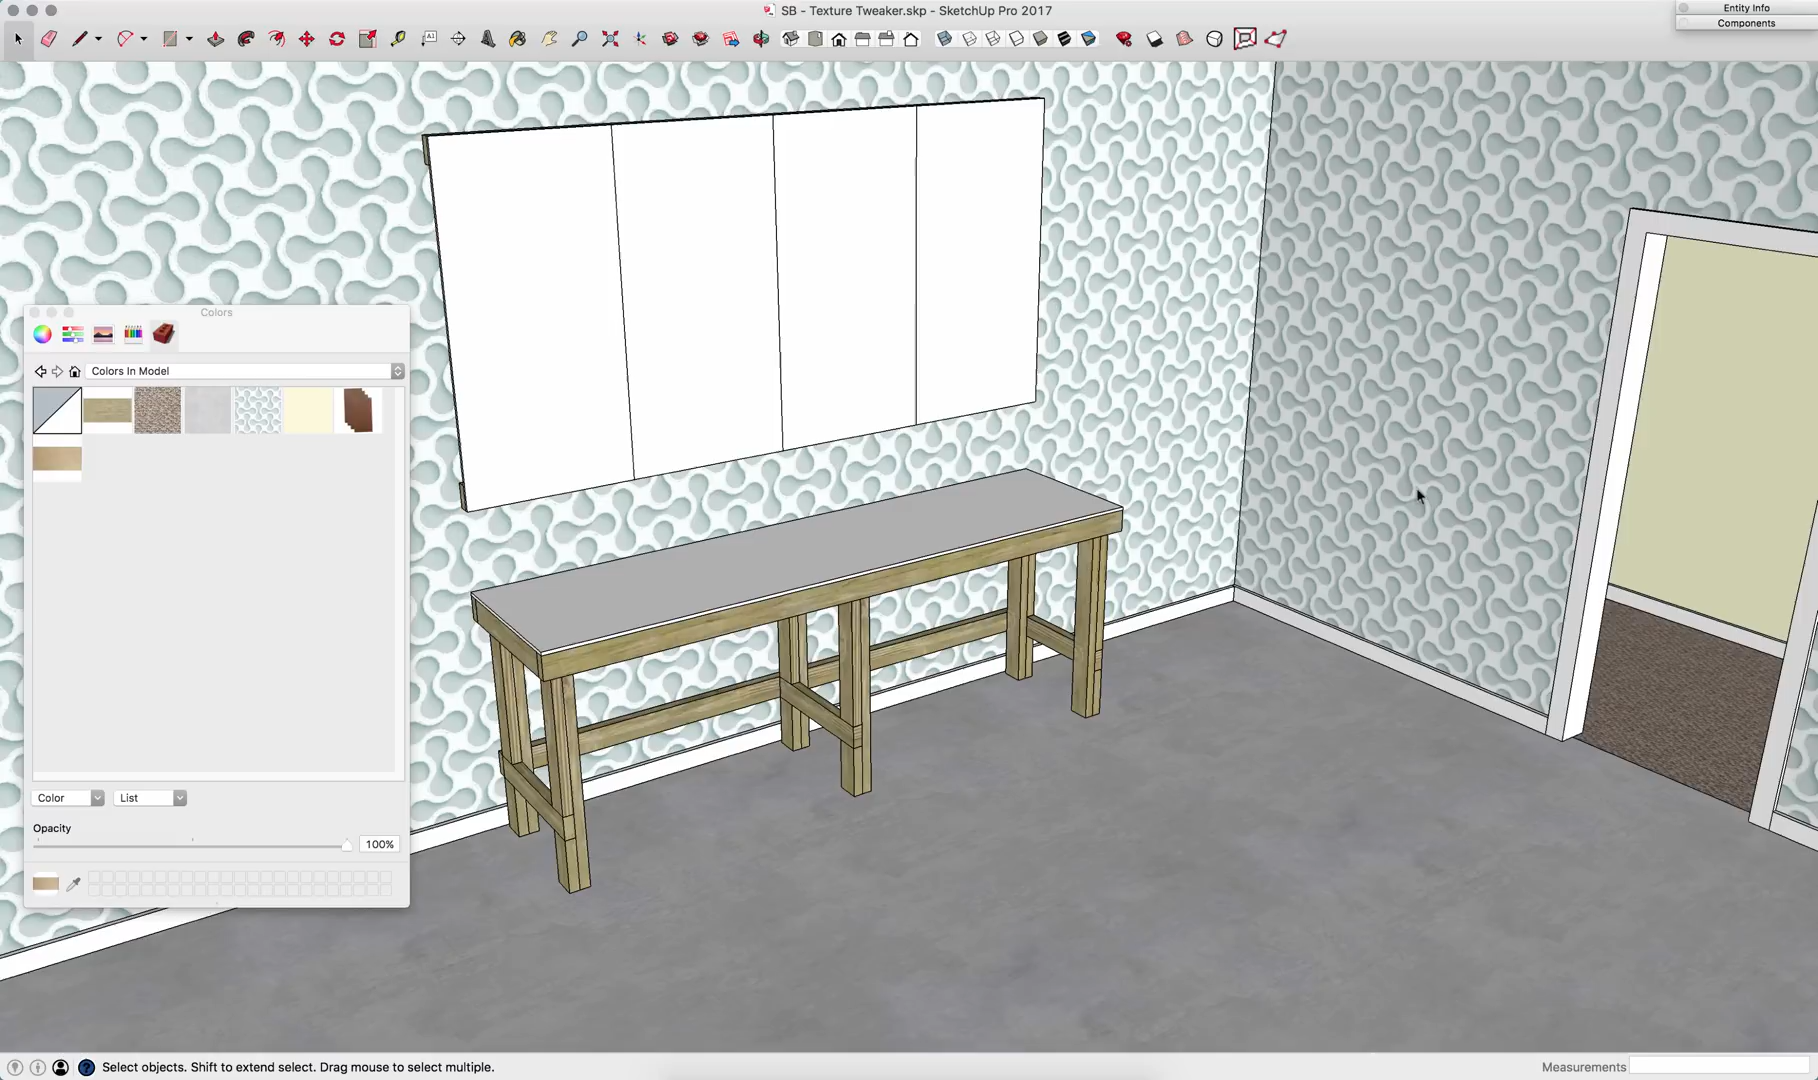 SB - Texture Tweaker.skp - SketchUp Pro 2017
Entity Info
Components
Colors
Colors In Model
Color
List
Opacity
100%
Select objects. Shift to extend select. Drag mouse to select multiple.
Measurements